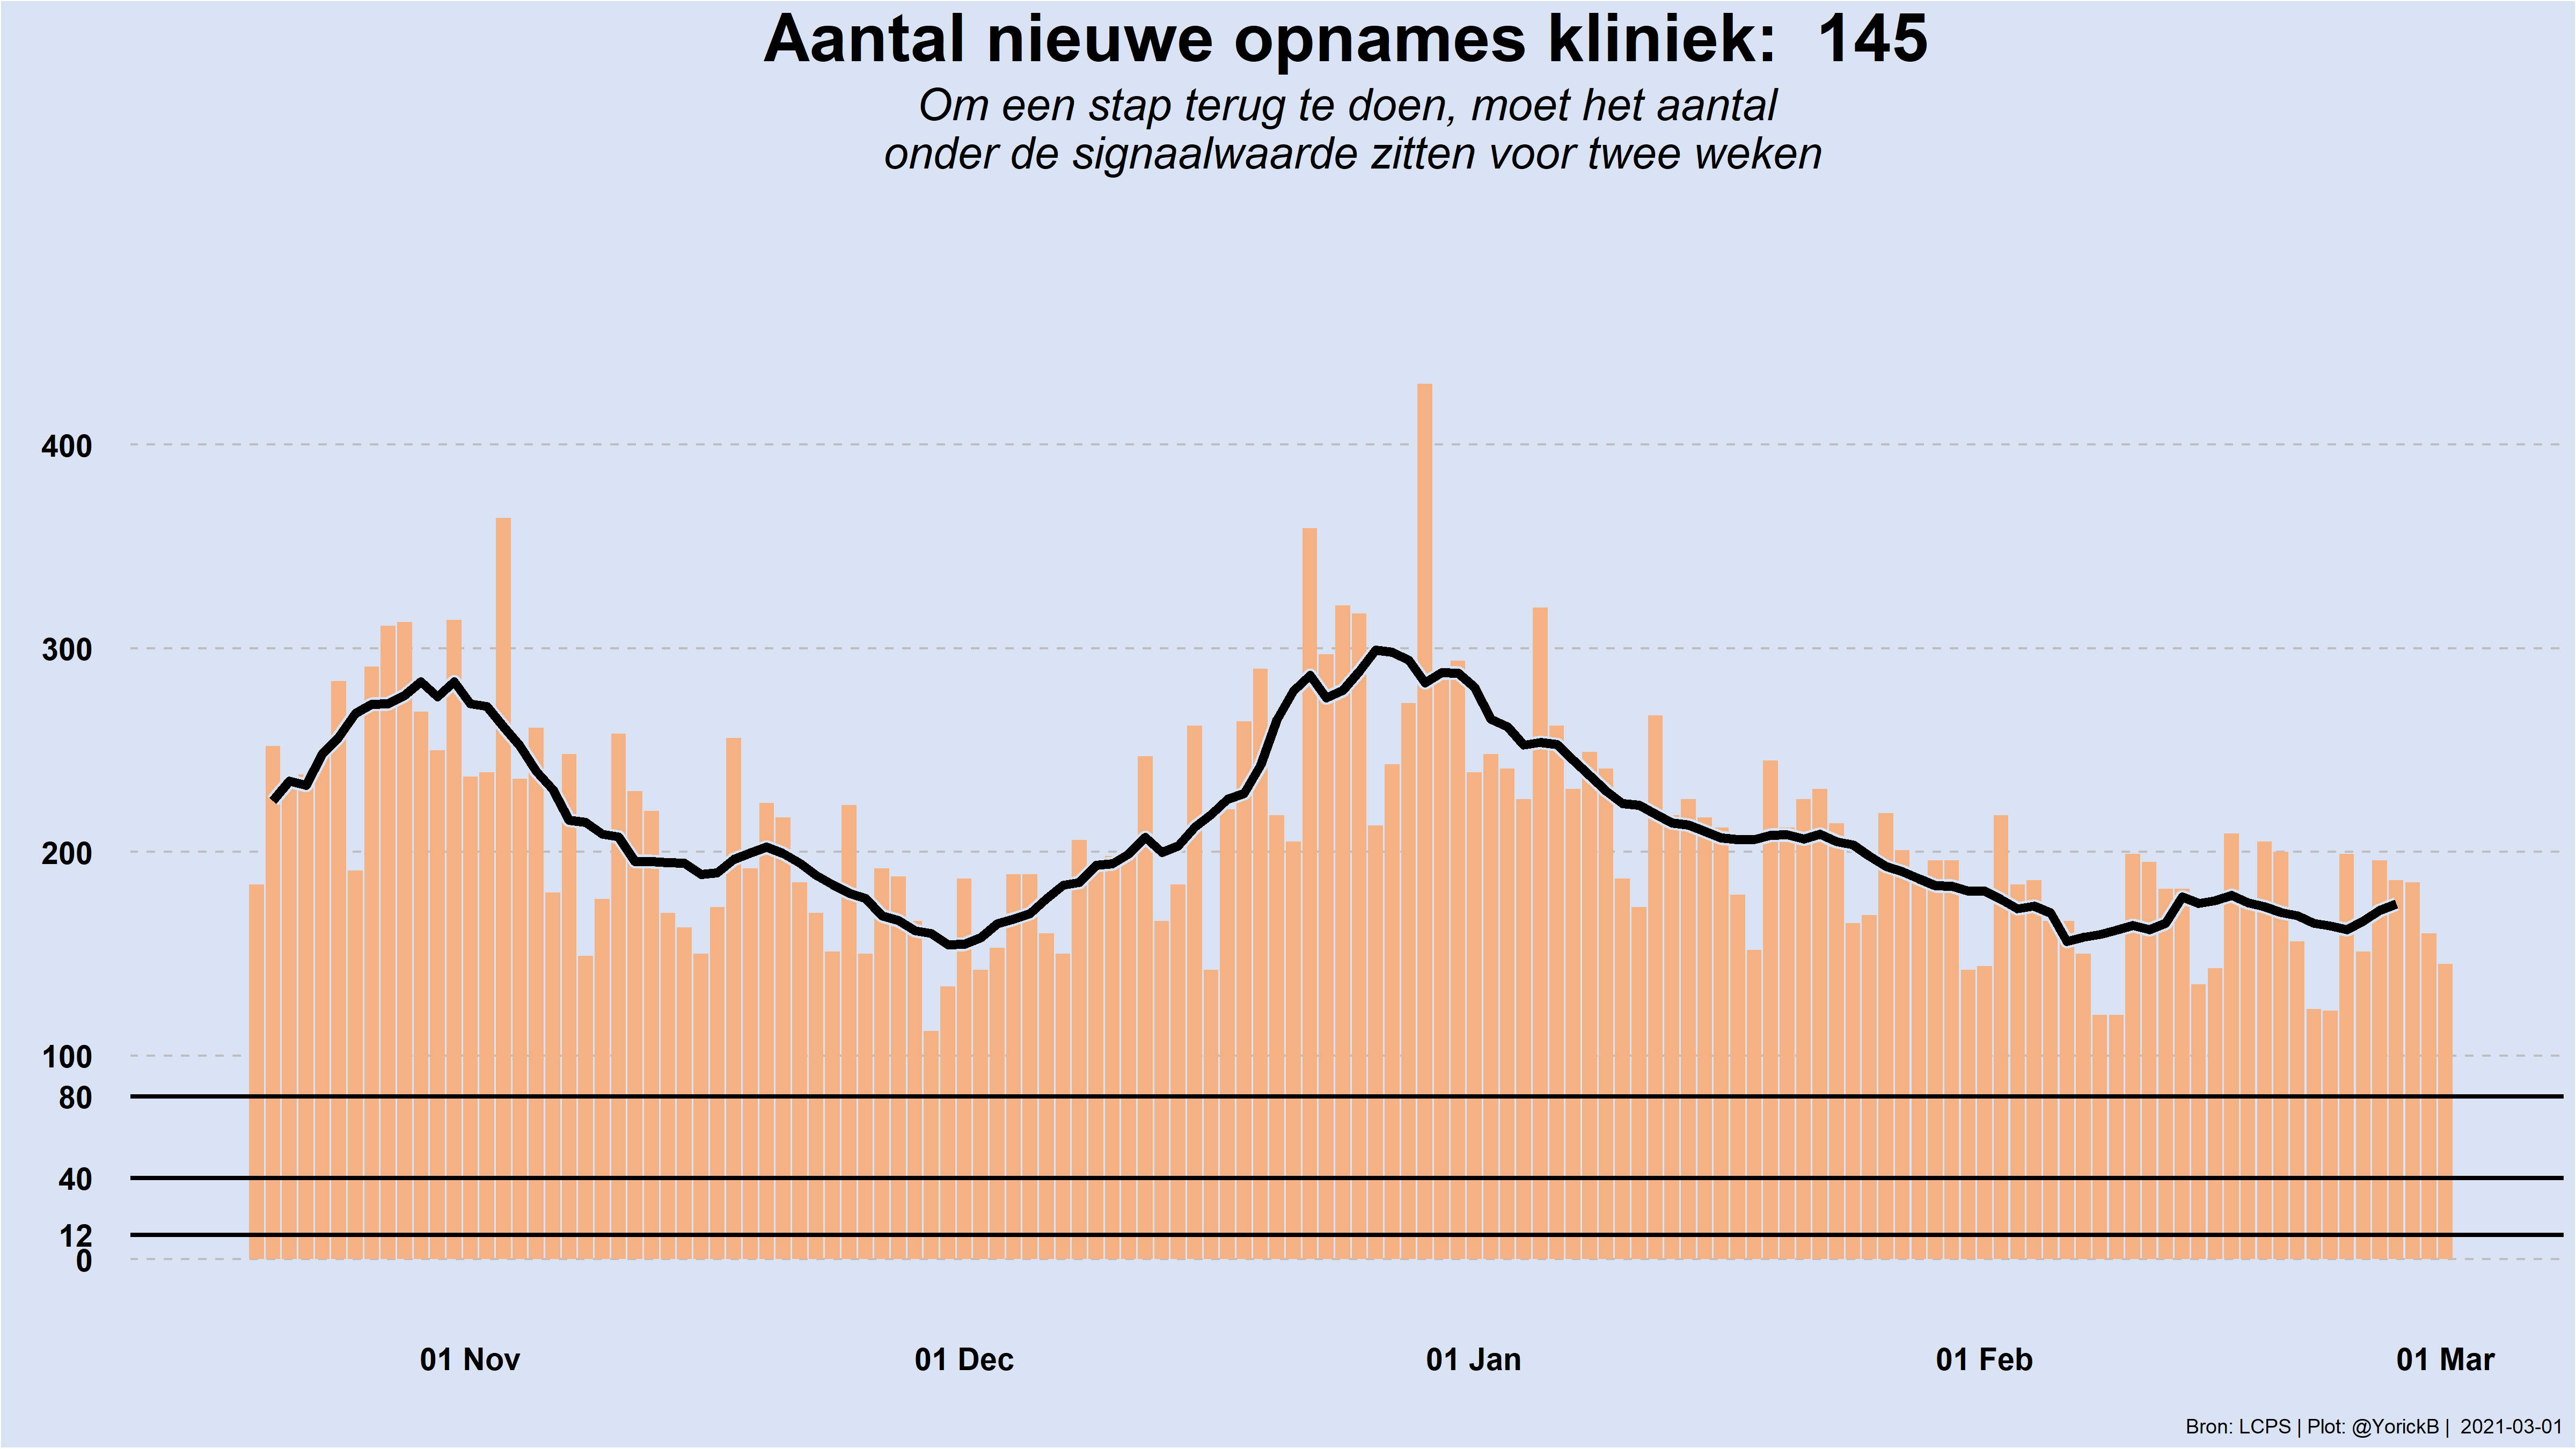 Aantal nieuwe opnames kliniek: 145
Om een stap terug te doen, moet het aantal
onder de signaalwaarde zitten voor twee weken
400
300
200
100
80
40
12
0
01 Nov
01 Dec
01 Jan
01 Feb
01 Mar
Bron: LCPS | Plot: @YorickB | 2021-03-01